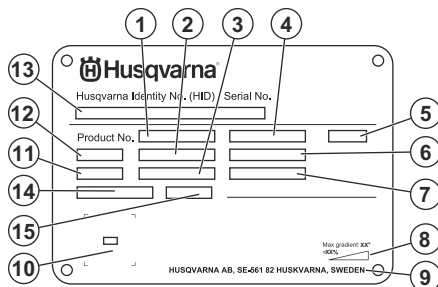 1
2
3
4
13
Husqvarna
Husqvarna Identity No. (HID) Serial No.
5
12
Product No.
6
11
7
14
15
Max gradient: XX°
=XX%
8
10
HUSQVARNA AB, SE-561 82 HUSKVARNA, SWEDEN
9